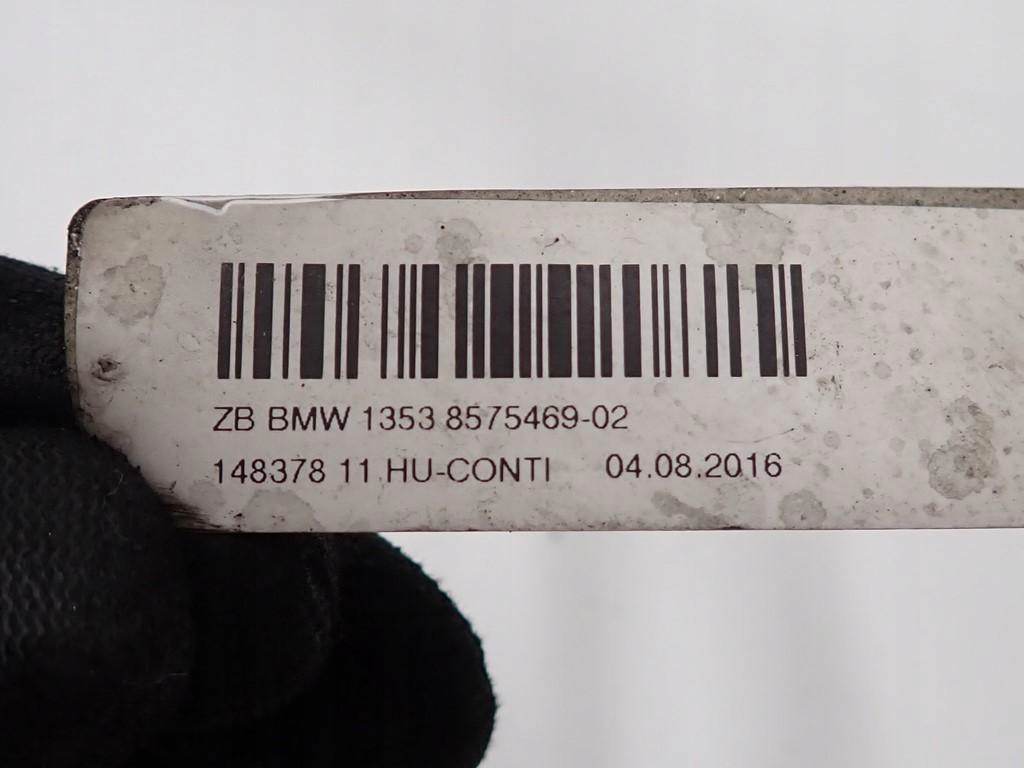 ZB BMW 1353 8575469-02
148378 11 HU-CONTI 04.08.2016